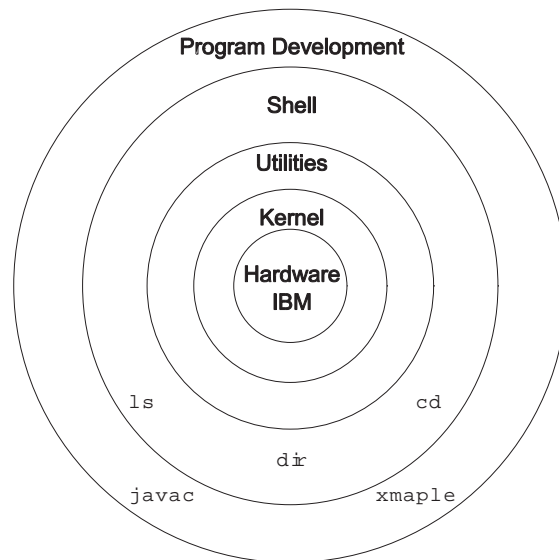 Program Development
Shell
Utilities
Kernel
Hardware
IBM
ls
cd
dir
javac
xmaple